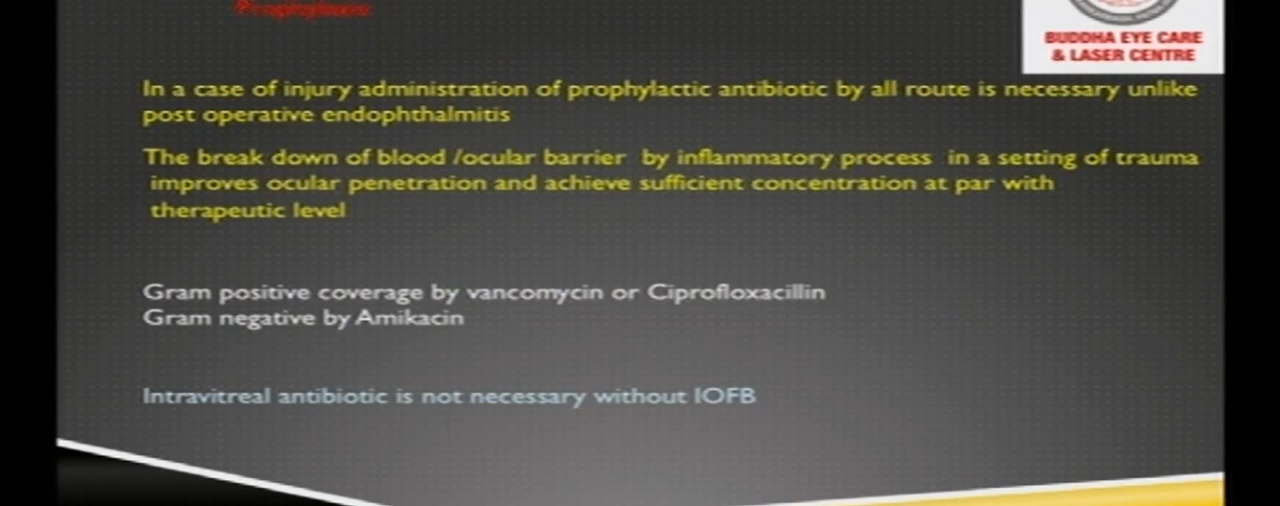 Prophylaxis
BUDDHA EYE CARE
& LASER CENTRE
In a case of injury administration of prophylactic antibiotic by all route is necessary unlike
post operative endophthalmitis
The break down of blood /ocular barrier by inflammatory process in a setting of trauma
improves ocular penetration and achieve sufficient concentration at par with
therapeutic level
Gram positive coverage by vancomycin or Ciprofloxacillin
Gram negative by Amikacin
Intravitreal antibiotic is not necessary without IOFB